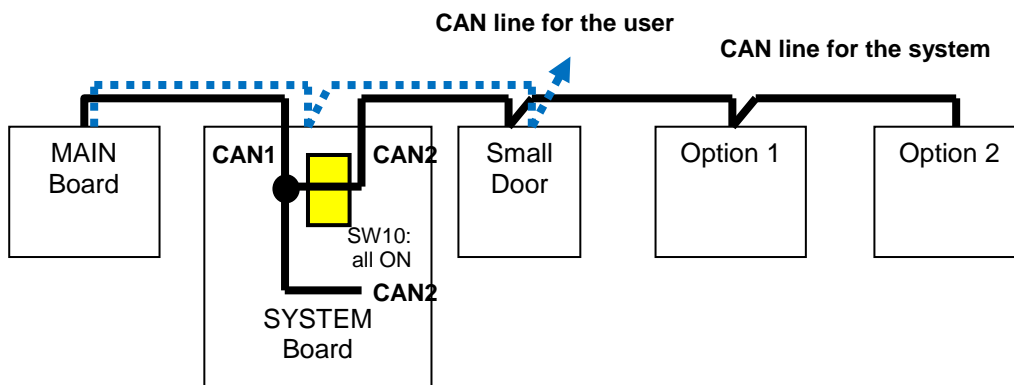 CAN line for the user
CAN line for the system
MAIN
Board
CAN1
CAN2
Small
Door
Option 1
Option 2
SW10:
all ON
CAN2
SYSTEM
Board